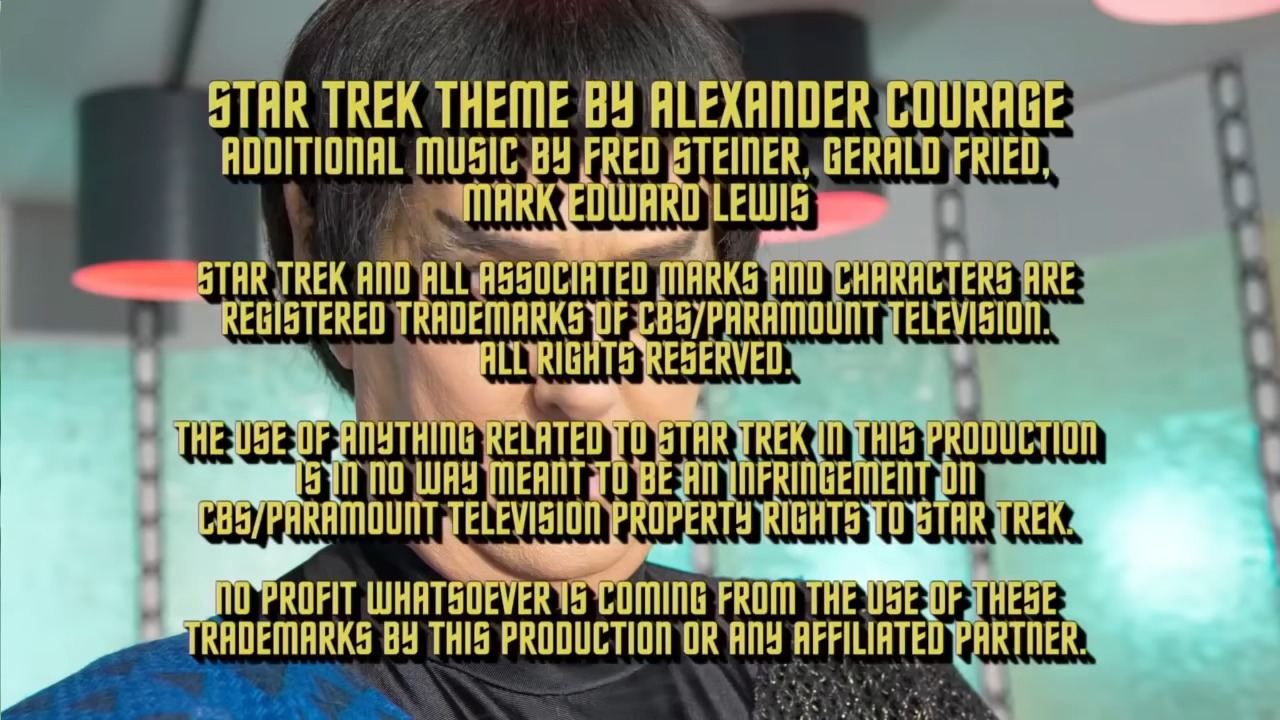 STAR TREK THEME BY ALEXANDER COURAGE
ADDITIONAL MUSIC BY FRED STEINER, GERALD FRIED,
MARK EDWARD LEWIS
STAR TREK AND ALL ASSOCIATED MARKS AND CHARACTERS ARE
REGISTERED TRADEMARKS OF CBS/PARAMOUNT TELEVISION.
ALL RIGHTS RESERVED.
THE USE OF ANYTHING RELATED TO STAR TREK IN THIS PRODUCTION
IS IN NO WAY MEANT TO BE AN INFRINGEMENT ON
CBS/PARAMOUNT TELEVISION PROPERTY RIGHTS TO STAR TREK.
NO PROFIT WHATSOEVER IS COMING FROM THE USE OF THESE
TRADEMARKS BY THIS PRODUCTION OR ANY AFFILIATED PARTNER.